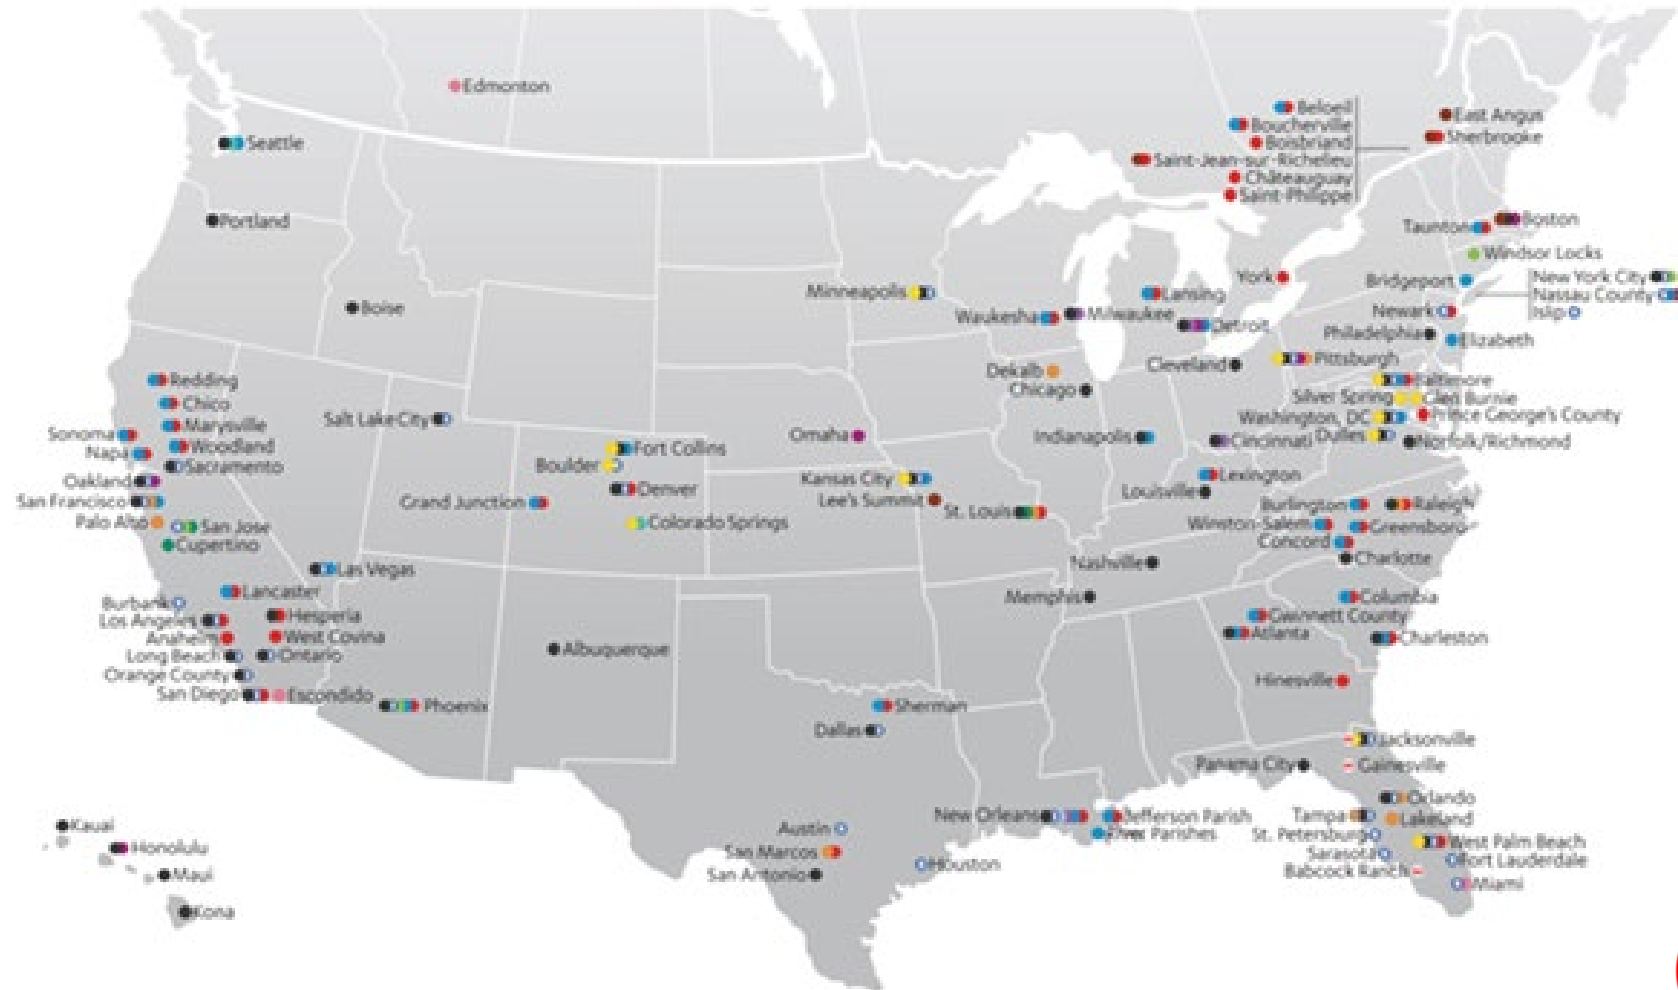 Edmonton
Seattle
Portland
Boise
Redding
Chico
Marysville
Sonoma
Woodland
Napa
Sacramento
Oakland
San Francisco
Palo Alto
San Jose
Cupertino
Salt Lake City
Fort Collins
Boulder
Denver
Grand Junction
Colorado Springs
Las Vegas
Lancaster
Burbank
Los Angeles
Hesperia
Anaheim
West Covina
Long Beach
Ontario
Orange County
San Diego
Escondido
Phoenix
Albuquerque
Kauai
Honolulu
Maui
Kona
Minneapolis
Omaha
Kansas City
Lee's Summit
St. Louis
Sherman
Dallas
Austin
San Marcos
San Antonio
Houston
New Orleans
Jefferson Parish
River Parishes
Waukesha
Milwaukee
Lansing
Detroit
Dekalb
Chicago
Indianapolis
Cincinnati
Cleveland
Lexington
Louisville
Nashville
Memphis
Beloeil
Boucherville
Boisbriand
Saint-Jean-sur-Richelieu
Châteauguay
Saint-Philippe
East Angus
Sherbrooke
York
Taunton
Boston
Windsor Locks
Bridgeport
New York City
Nassau County
Islip
Newark
Philadelphia
Elizabeth
Pittsburgh
Baltimore
Silver Spring
Glen Burnie
Washington, DC
Prince George's County
Dulles
Norfolk/Richmond
Burlington
Raleigh
Winston-Salem
Greensboro
Concord
Charlotte
Columbia
Gwinnett County
Atlanta
Charleston
Hinesville
Jacksonville
Panama City
Gainesville
Orlando
Tampa
Lakeland
St. Petersburg
West Palm Beach
Sarasota
Fort Lauderdale
Babcock Ranch
Miami